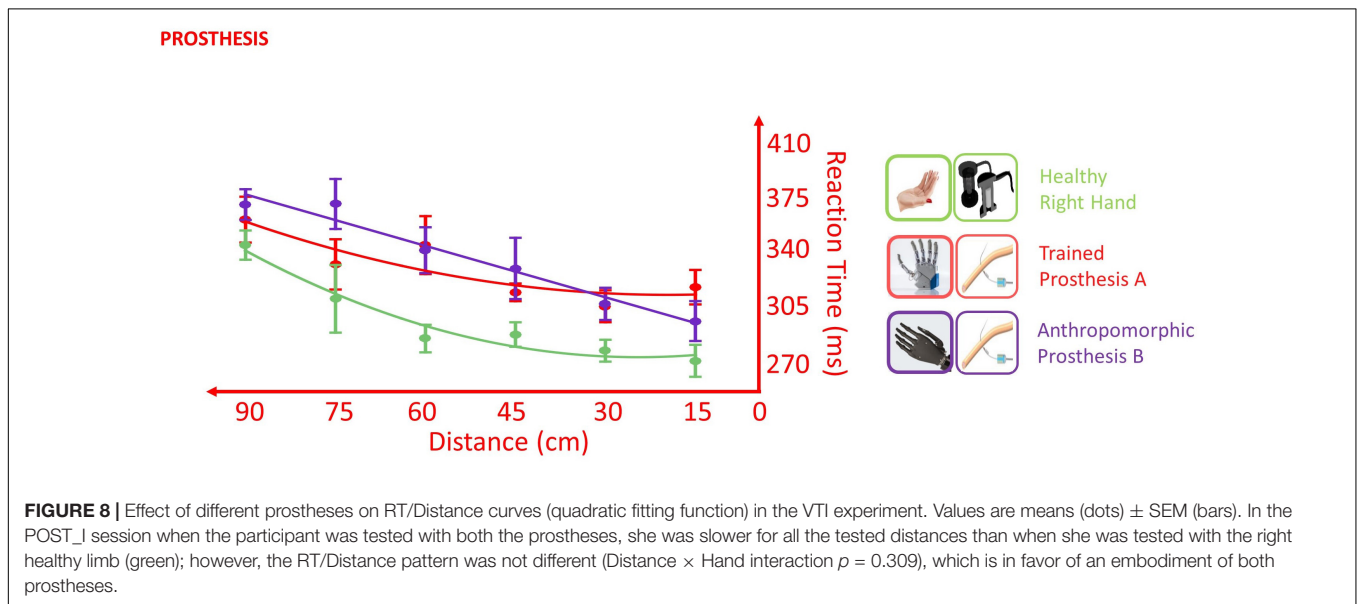 PROSTHESIS
410
375
340
305
270
Reaction Time (ms)
90 75 60 45 30 15 0
Distance (cm)
Healthy
Right Hand
Trained
Prosthesis A
Anthropomorphic
Prosthesis B
FIGURE 8 | Effect of different prostheses on RT/Distance curves (quadratic fitting function) in the VTI experiment. Values are means (dots) ± SEM (bars). In the
POST_I session when the participant was tested with both the prostheses, she was slower for all the tested distances than when she was tested with the right
healthy limb (green); however, the RT/Distance pattern was not different (Distance × Hand interaction p = 0.309), which is in favor of an embodiment of both
prostheses.